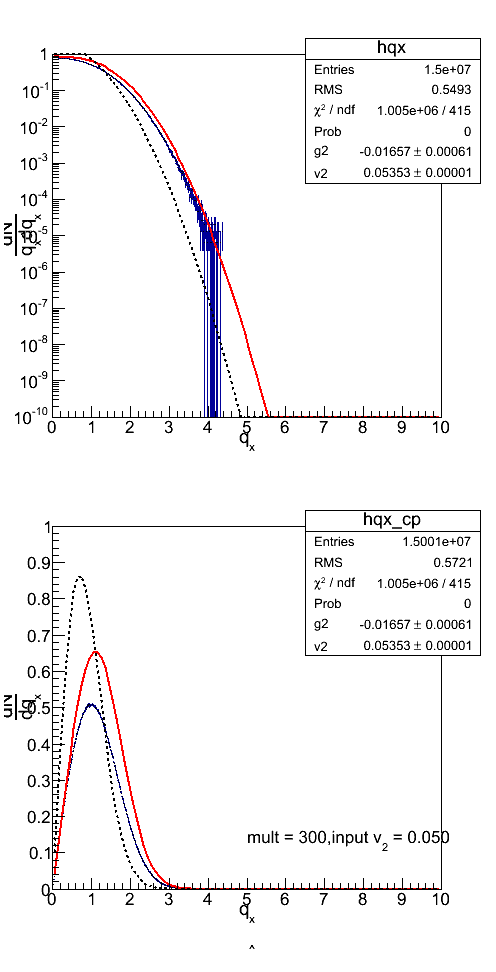 hqx
Entries 1.5e+07
RMS 0.5493
χ² / ndf 1.005e+06 / 415
Prob 0
g2 -0.01657 ± 0.00061
v2 0.05353 ± 0.00001
1
10⁻¹
10⁻²
10⁻³
10⁻⁴
10⁻⁵
10⁻⁶
10⁻⁷
10⁻⁸
10⁻⁹
10⁻¹⁰
0 1 2 3 4 5 6 7 8 9 10
qₓ
hqx_cp
Entries 1.5001e+07
RMS 0.5721
χ² / ndf 1.005e+06 / 415
Prob 0
g2 -0.01657 ± 0.00061
v2 0.05353 ± 0.00001
1
0.9
0.8
0.7
0.6
0.5
0.4
0.3
0.2
0.1
0
mult = 300,input v₂ = 0.050
0 1 2 3 4 5 6 7 8 9 10
qₓ
^